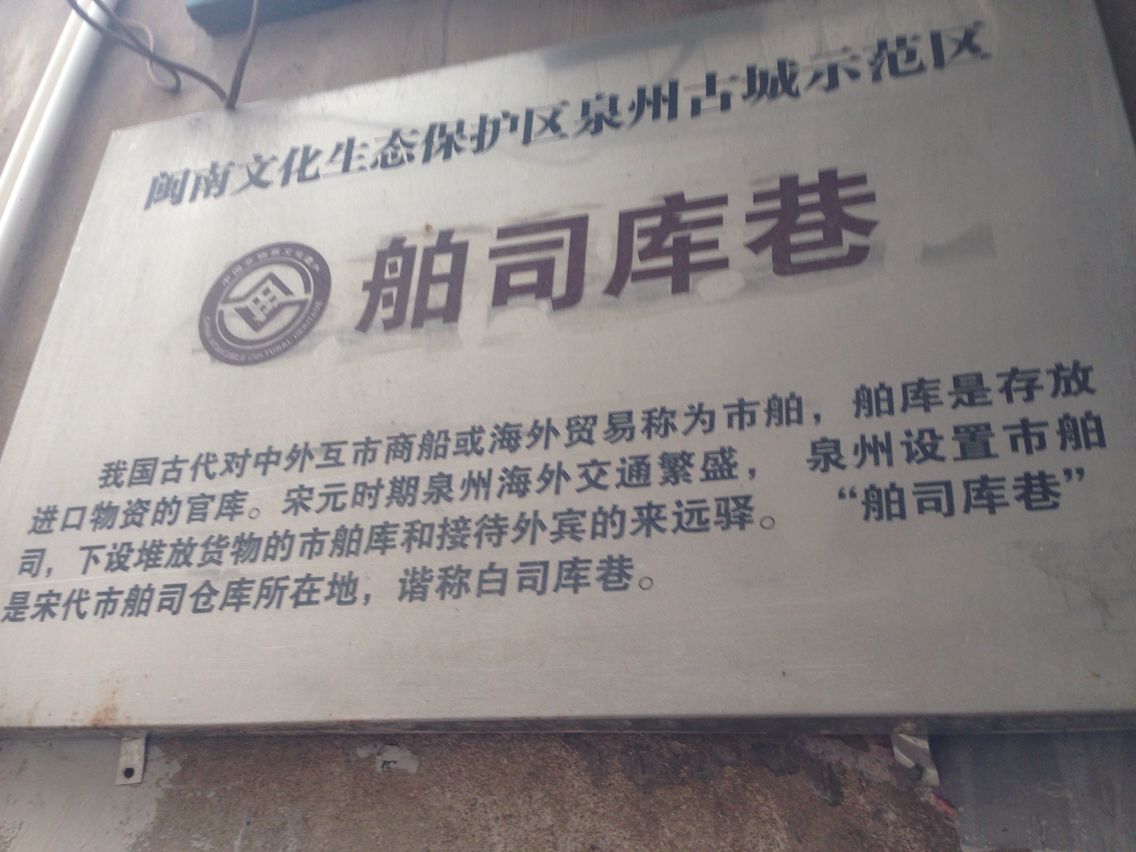 闽南文化生态保护区泉州古城示范区
舶司库巷
我国古代对中外互市商船或海外贸易称为市舶，舶库是存放
进口物资的官库。宋元时期泉州海外交通繁盛，泉州设置市舶
司，下设堆放货物的市舶库和接待外宾的来远驿。“舶司库巷”
是宋代市舶司仓库所在地，谐称白司库巷。